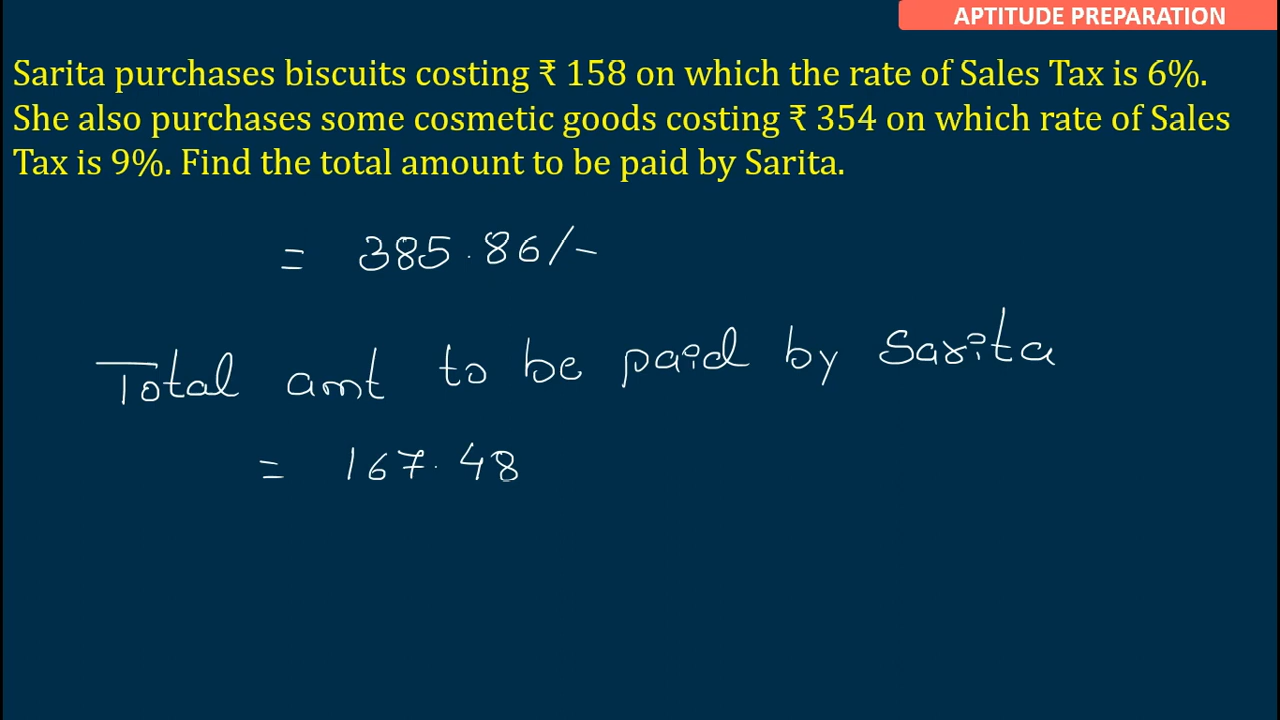 APTITUDE PREPARATION
Sarita purchases biscuits costing ₹ 158 on which the rate of Sales Tax is 6%.
She also purchases some cosmetic goods costing ₹ 354 on which rate of Sales
Tax is 9%. Find the total amount to be paid by Sarita.
= 385.86/-
Total amt to be paid by Sarita
= 167.48